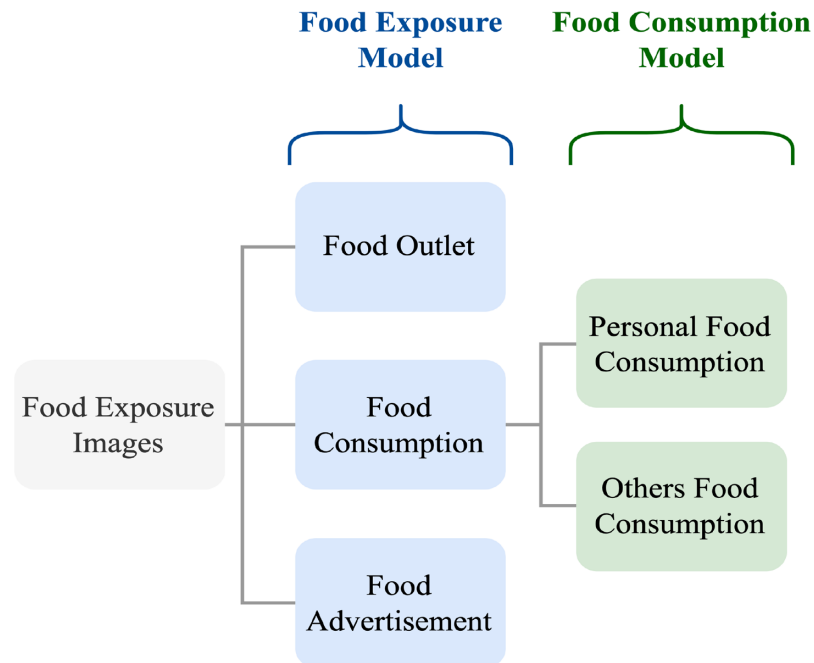 Food Exposure
Model
Food Consumption
Model
Food Outlet
Personal Food
Consumption
Food Exposure
Images
Food
Consumption
Others Food
Consumption
Food
Advertisement